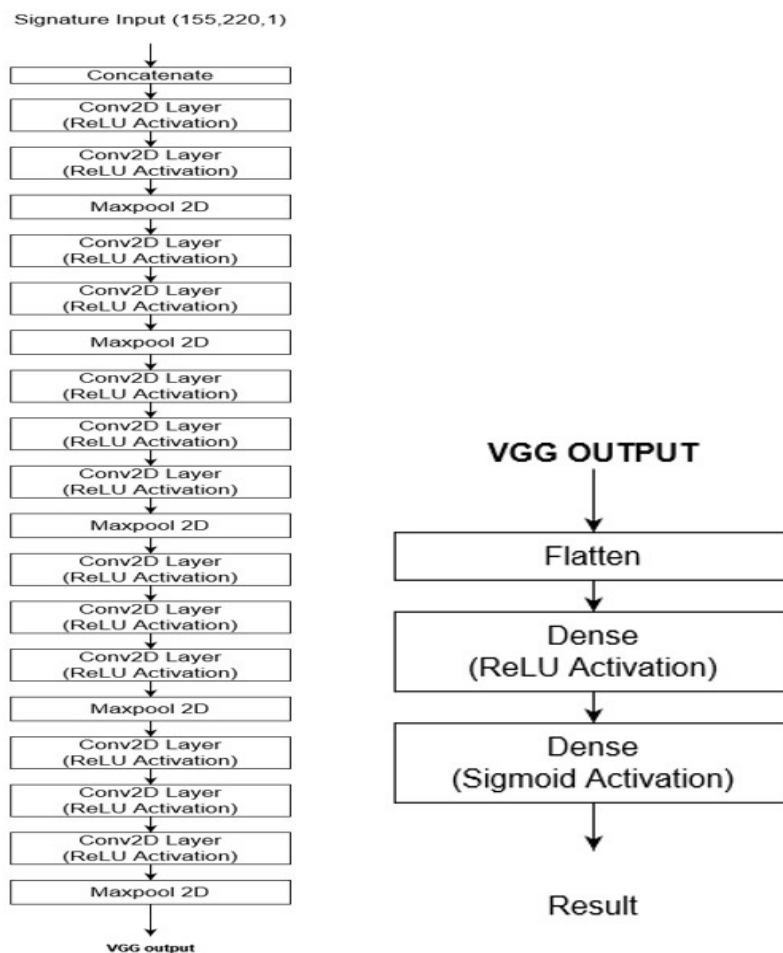 Signature Input (155,220,1)
Concatenate
Conv2D Layer
(ReLU Activation)
Conv2D Layer
(ReLU Activation)
Maxpool 2D
Conv2D Layer
(ReLU Activation)
Conv2D Layer
(ReLU Activation)
Maxpool 2D
Conv2D Layer
(ReLU Activation)
Conv2D Layer
(ReLU Activation)
Conv2D Layer
(ReLU Activation)
Maxpool 2D
Conv2D Layer
(ReLU Activation)
Conv2D Layer
(ReLU Activation)
Conv2D Layer
(ReLU Activation)
Maxpool 2D
Conv2D Layer
(ReLU Activation)
Conv2D Layer
(ReLU Activation)
Conv2D Layer
(ReLU Activation)
Maxpool 2D
VGG output
VGG OUTPUT
Flatten
Dense
(ReLU Activation)
Dense
(Sigmoid Activation)
Result